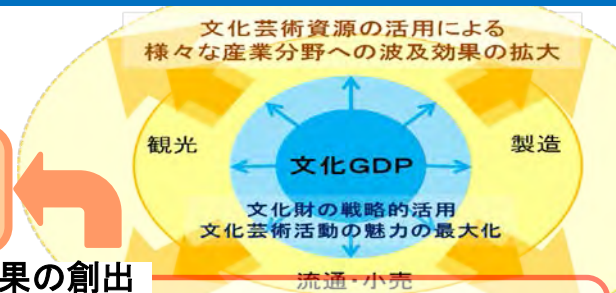 文化芸術資源の活用による
様々な産業分野への波及効果の拡大
観光
製造
文化GDP
文化財の戦略的活用
文化芸術活動の魅力の最大化
果の創出
流通・小売